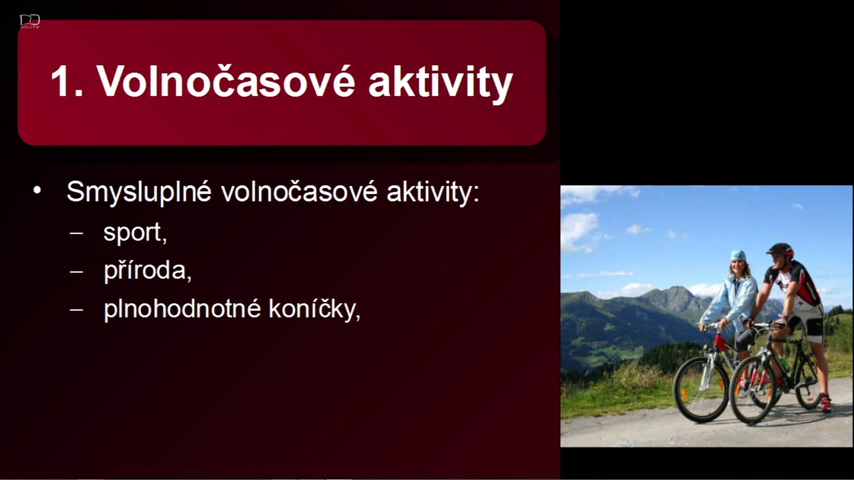 1. Volnočasové aktivity
• Smysluplné volnočasové aktivity:
– sport,
– příroda,
– plnohodnotné koníčky,